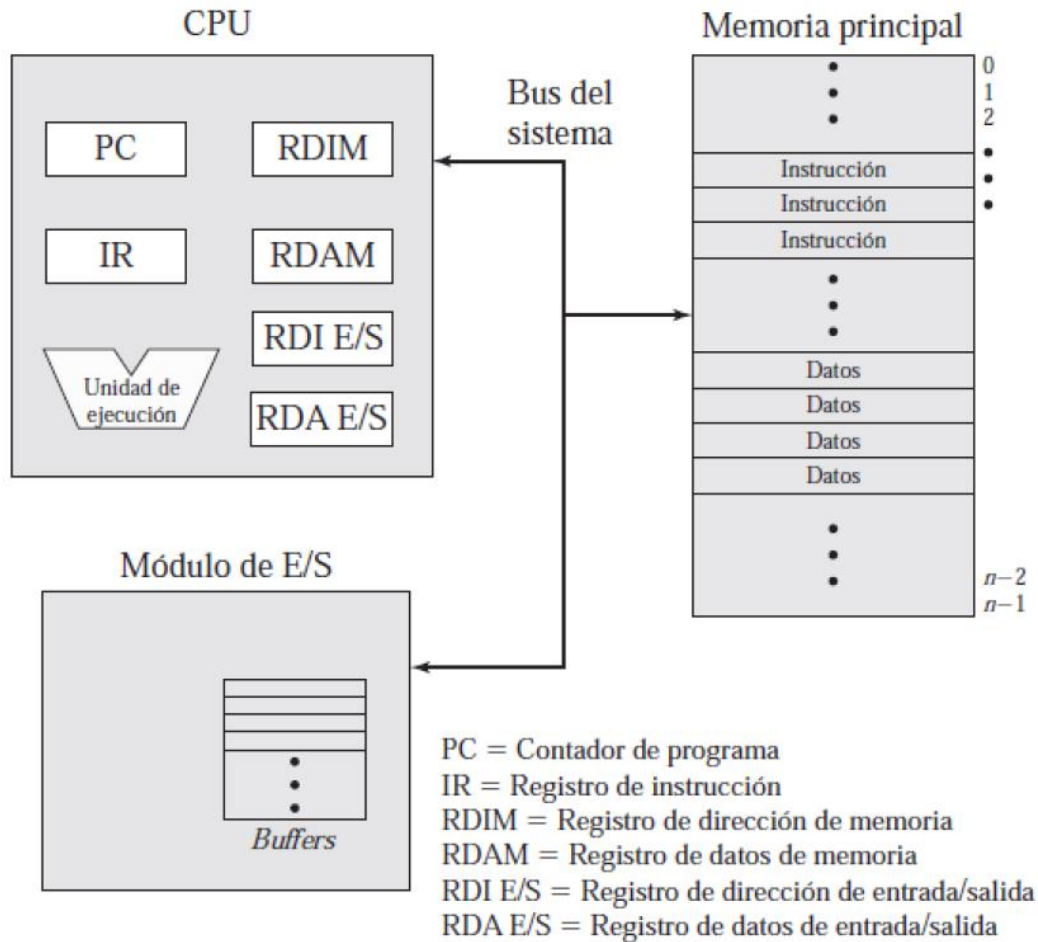 CPU
PC
RDIM
IR
RDAM
RDI E/S
Unidad de
ejecución
RDA E/S
Bus del
sistema
Memoria principal
0
1
2
Instrucción
Instrucción
Instrucción
Datos
Datos
Datos
Datos
n−2
n−1
Módulo de E/S
Buffers
PC = Contador de programa
IR = Registro de instrucción
RDIM = Registro de dirección de memoria
RDAM = Registro de datos de memoria
RDI E/S = Registro de dirección de entrada/salida
RDA E/S = Registro de datos de entrada/salida